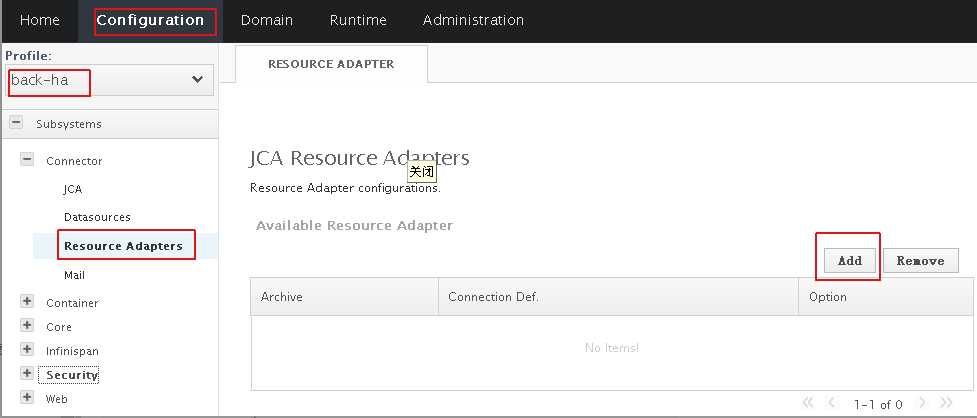 Home Configuration Domain Runtime Administration
Profile:
back-ha
RESOURCE ADAPTER
Subsystems
Connector
JCA
Datasources
Resource Adapters
Mail
Container
Core
Infinispan
Security
Web
JCA Resource Adapters
关闭
Resource Adapter configurations.
Available Resource Adapter
Add Remove
Archive Connection Def. Option
No Items!
1-1 of 0